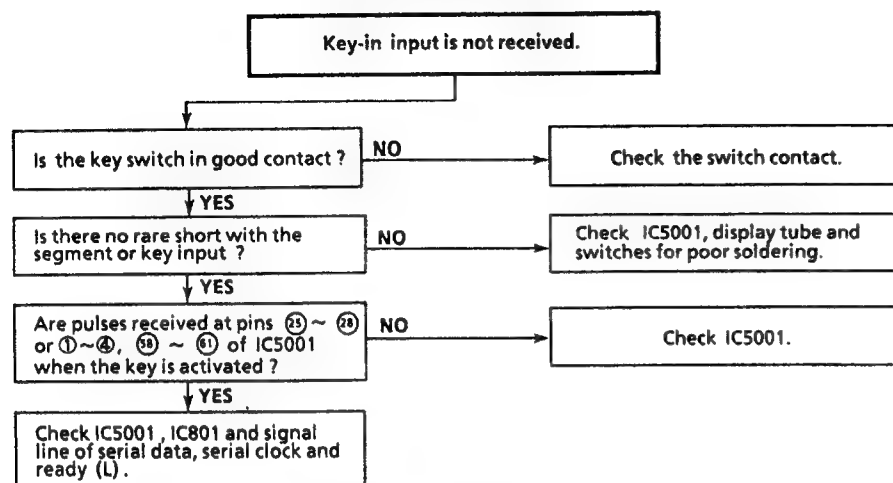 Key-in input is not received.
Is the key switch in good contact ?
NO
Check the switch contact.
YES
Is there no rare short with the
segment or key input ?
NO
Check IC5001, display tube and
switches for poor soldering.
YES
Are pulses received at pins ㉕ ~ ㉘
or ①~④, 58 ~ 61 of IC5001
when the key is activated ?
NO
Check IC5001.
YES
Check IC5001 , IC801 and signal
line of serial data, serial clock and
ready (L) .